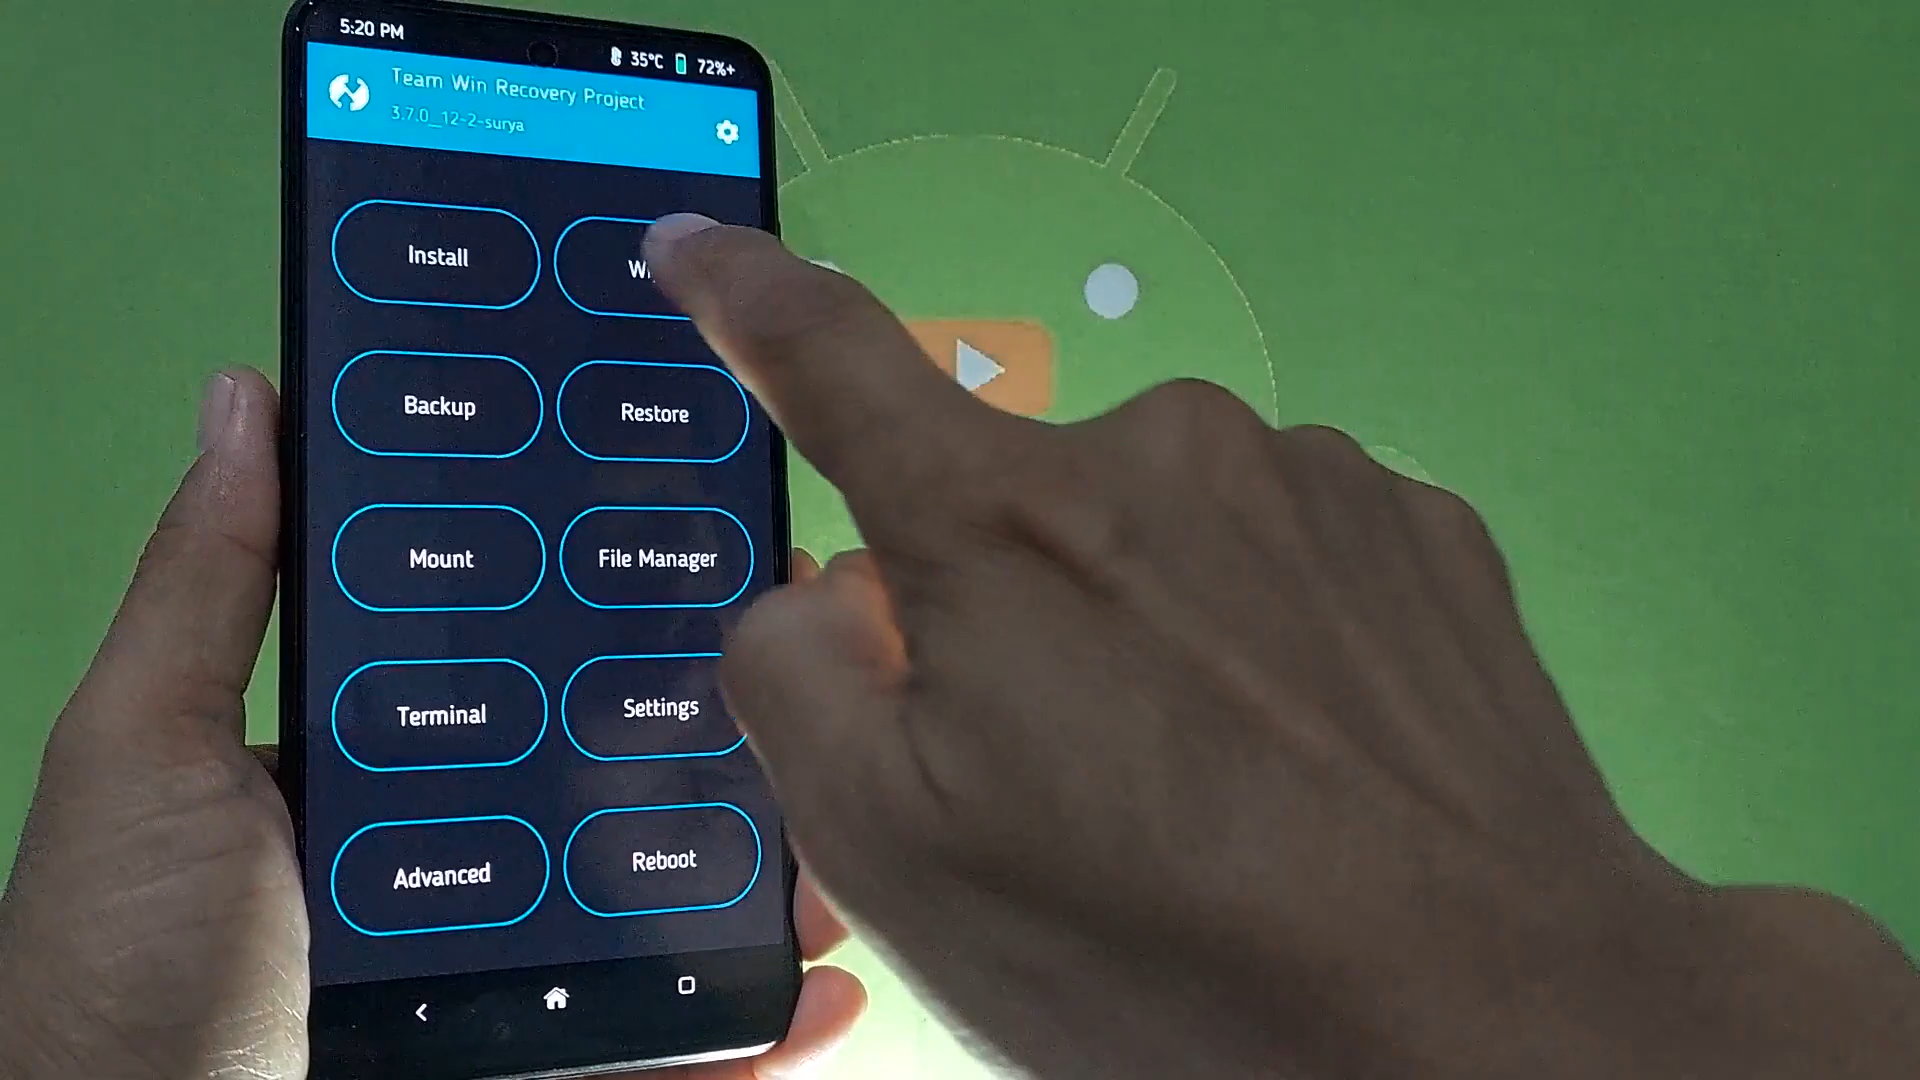 5:20 PM
35°C 72%+
Team Win Recovery Project
3.7.0_12-2-surya
Install
Backup
Restore
Mount
File Manager
Terminal
Settings
Advanced
Reboot